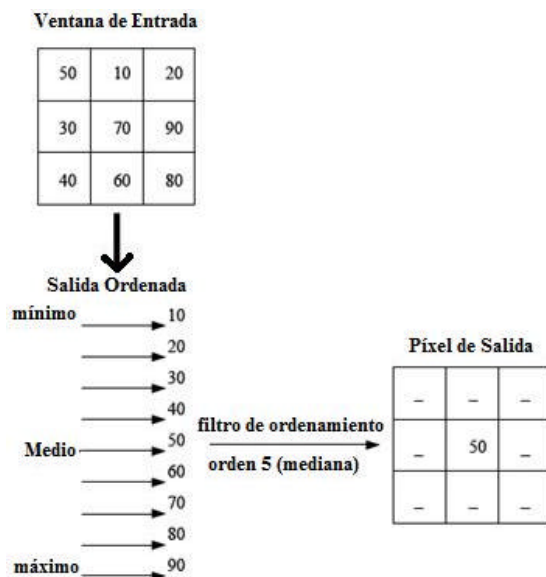 Ventana de Entrada
50 10 20
30 70 90
40 60 80
Salida Ordenada
mínimo
10
20
30
40
Medio
50
60
70
80
máximo
90
filtro de ordenamiento
orden 5 (mediana)
Píxel de Salida
_ _ _
_ 50 _
_ _ _